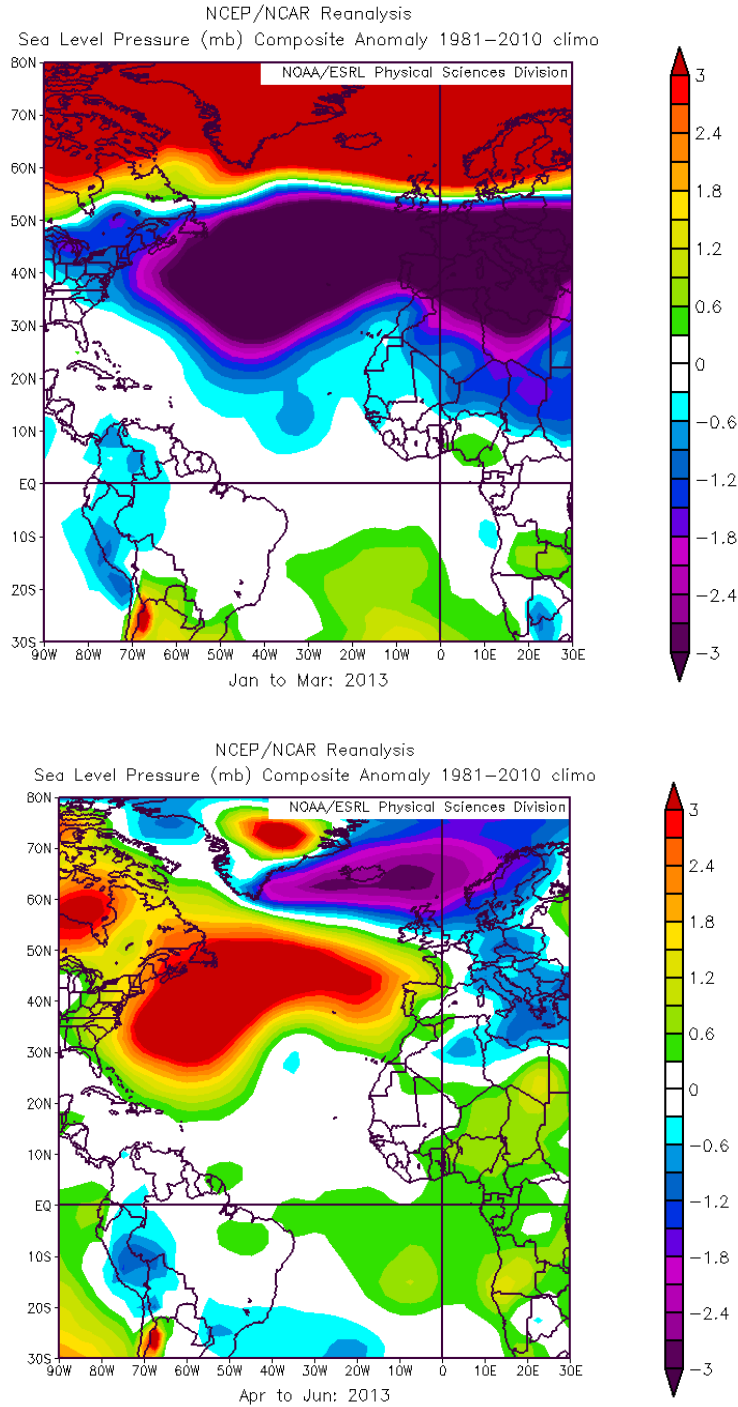 NCEP/NCAR Reanalysis
Sea Level Pressure (mb) Composite Anomaly 1981−2010 climo
NOAA/ESRL Physical Sciences Division
80N
70N
60N
50N
40N
30N
20N
10N
EQ
10S
20S
30S
90W 80W 70W 60W 50W 40W 30W 20W 10W 0 10E 20E 30E
Jan to Mar: 2013
3
2.4
1.8
1.2
0.6
0
−0.6
−1.2
−1.8
−2.4
−3
NCEP/NCAR Reanalysis
Sea Level Pressure (mb) Composite Anomaly 1981−2010 climo
NOAA/ESRL Physical Sciences Division
80N
70N
60N
50N
40N
30N
20N
10N
EQ
10S
20S
30S
90W 80W 70W 60W 50W 40W 30W 20W 10W 0 10E 20E 30E
Apr to Jun: 2013
3
2.4
1.8
1.2
0.6
0
−0.6
−1.2
−1.8
−2.4
−3